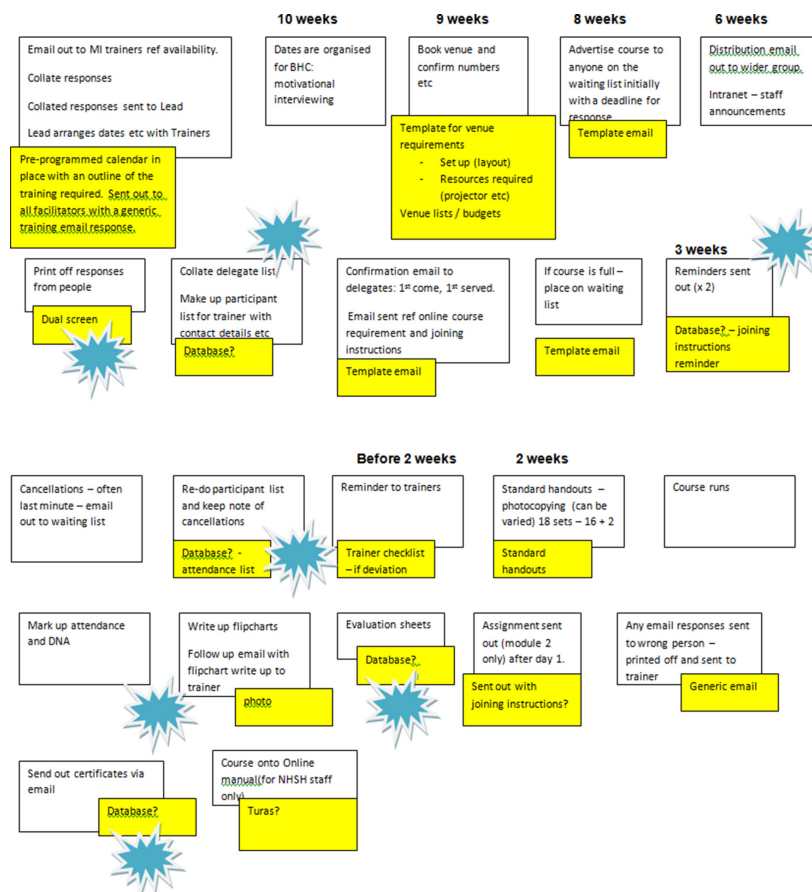 10 weeks
9 weeks
8 weeks
6 weeks
Email out to MI trainers ref availability.
Collate responses
Collated responses sent to Lead
Lead arranges dates etc with Trainers
Pre-programmed calendar in
place with an outline of the
training required. Sent out to
all facilitators with a generic
training email response.
Dates are organised
for BHC:
motivational
interviewing
Book venue and
confirm numbers
etc
Template for venue
requirements
- Set up (layout)
- Resources required
(projector etc)
Venue lists / budgets
Advertise course to
anyone on the
waiting list initially
with a deadline for
response
Template email
Distribution email
out to wider group.
Intranet – staff
announcements
3 weeks
Print off responses
from people
Dual screen
Collate delegate list.
Make up participant
list for trainer with
contact details etc
Database?
Confirmation email to
delegates: 1st come, 1st served.
Email sent ref online course
requirement and joining
instructions
Template email
If course is full –
place on waiting
list
Template email
Reminders sent
out (x 2)
Database? – joining
instructions
reminder
Before 2 weeks
2 weeks
Cancellations – often
last minute – email
out to waiting list
Re-do participant list
and keep note of
cancellations
Database? -
attendance list
Reminder to trainers
Trainer checklist
– if deviation
Standard handouts –
photocopying (can be
varied) 18 sets – 16 + 2
Standard
handouts
Course runs
Mark up attendance
and DNA
Write up flipcharts
Follow up email with
flipchart write up to
trainer
photo
Evaluation sheets
Database?
Assignment sent
out (module 2
only) after day 1.
Sent out with
joining instructions?
Any email responses sent
to wrong person –
printed off and sent to
trainer
Generic email
Send out certificates via
email
Database?
Course onto Online
manual(for NHSH staff
only)
Turas?